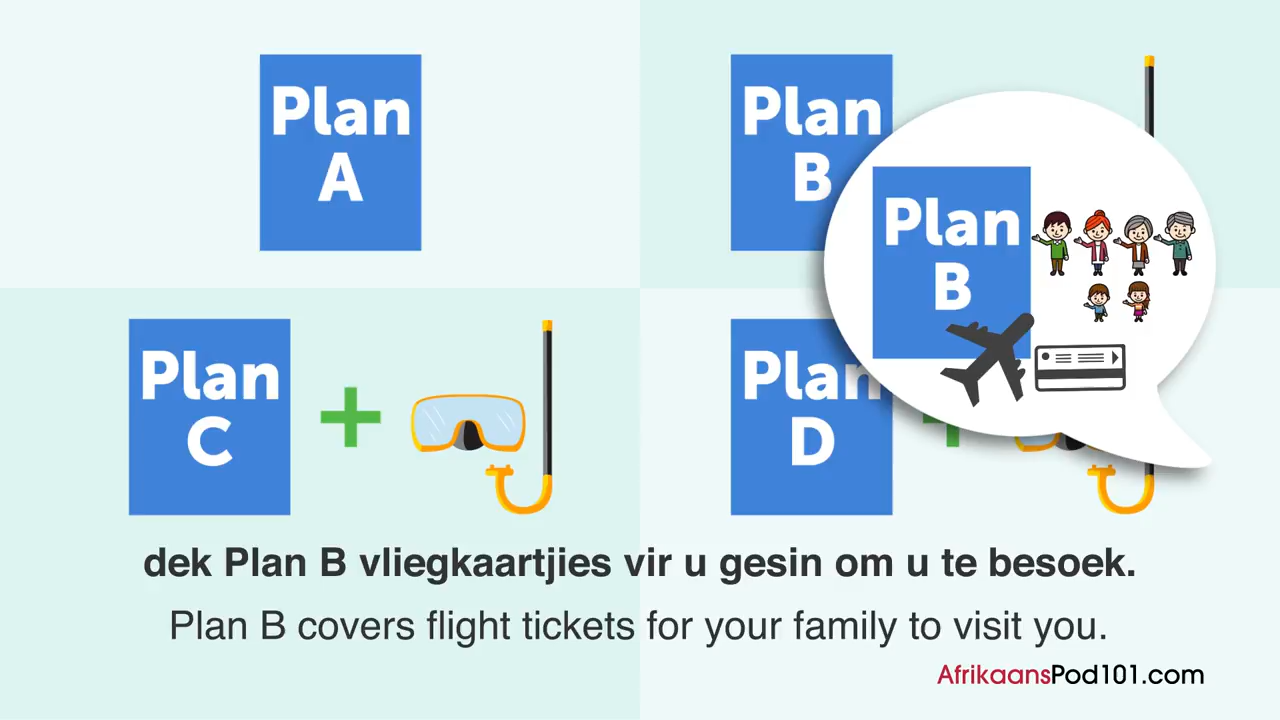 Plan
A
Plan
B
Plan
B
Plan
C
Plan
D
dek Plan B vliegkaartjies vir u gesin om u te besoek.
Plan B covers flight tickets for your family to visit you.
AfrikaansPod101.com